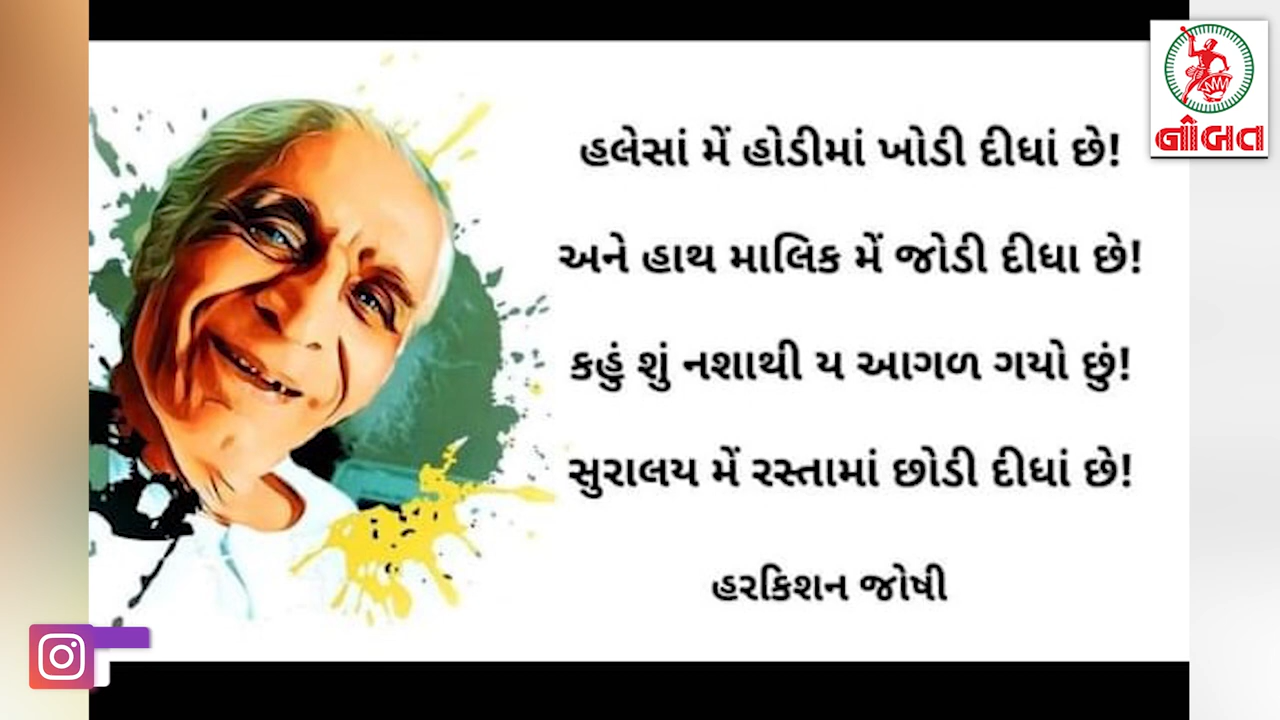 હલેસાં મેં હોડીમાં ખોડી દીધાં છે!
અને હાથ માલિક મેં જોડી દીધા છે!
કહું શું નશાથી ય આગળ ગયો છું!
સુરાલય મેં રસ્તામાં છોડી દીધાં છે!
હરકિશન જોષી
નોબત